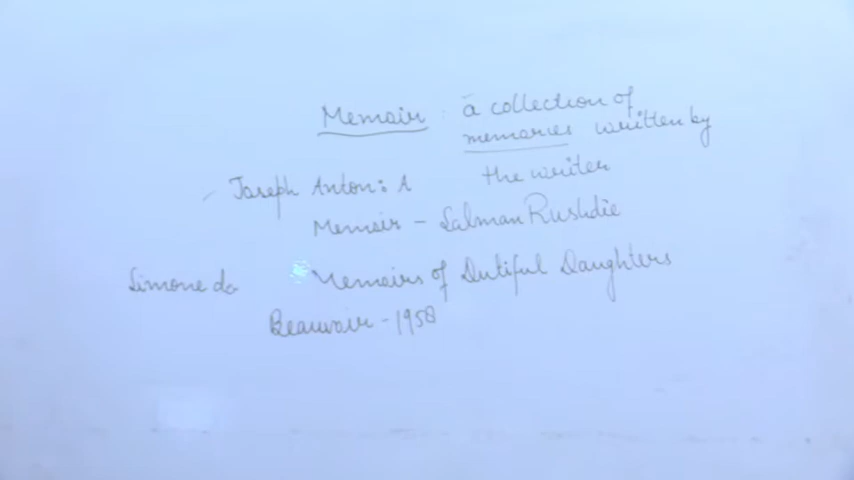 Memoir : a collection of
memories written by
the writer
Joseph Anton: A
Memoir - Salman Rushdie
Simone da Memoirs of Dutiful Daughters
Beauvoir - 1958